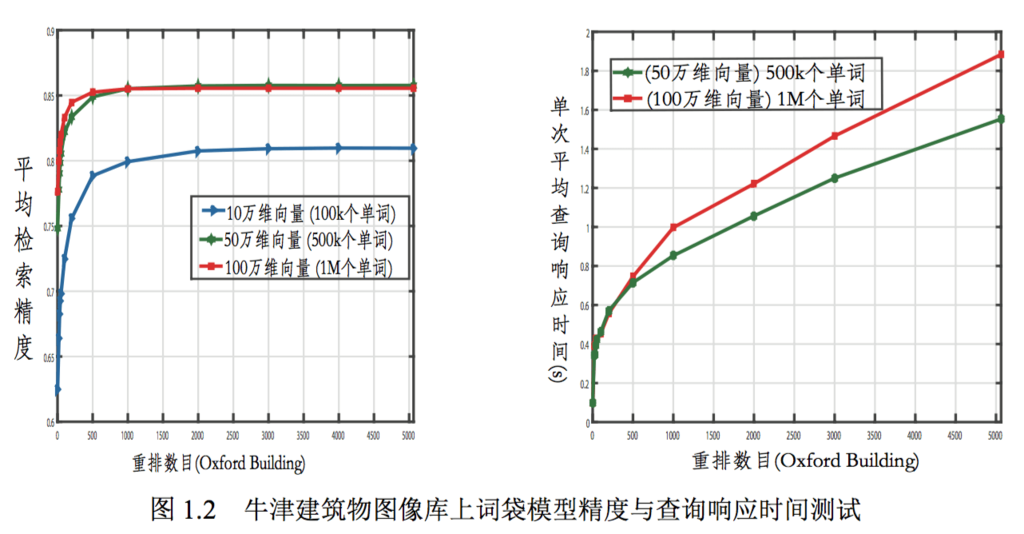 平均检索精度
0.9
0.85
0.8
0.75
0.7
0.65
0.6
10万维向量 (100k个单词)
50万维向量 (500k个单词)
100万维向量 (1M个单词)
0 500 1000 1500 2000 2500 3000 3500 4000 4500 5000
重排数目(Oxford Building)
单次平均查询响应时间(s)
2
1.8
1.6
1.4
1.2
1
0.8
0.6
0.4
0.2
0
(50万维向量) 500k个单词
(100万维向量) 1M个单词
0 500 1000 1500 2000 2500 3000 3500 4000 4500 5000
重排数目(Oxford Building)
图 1.2 牛津建筑物图像库上词袋模型精度与查询响应时间测试